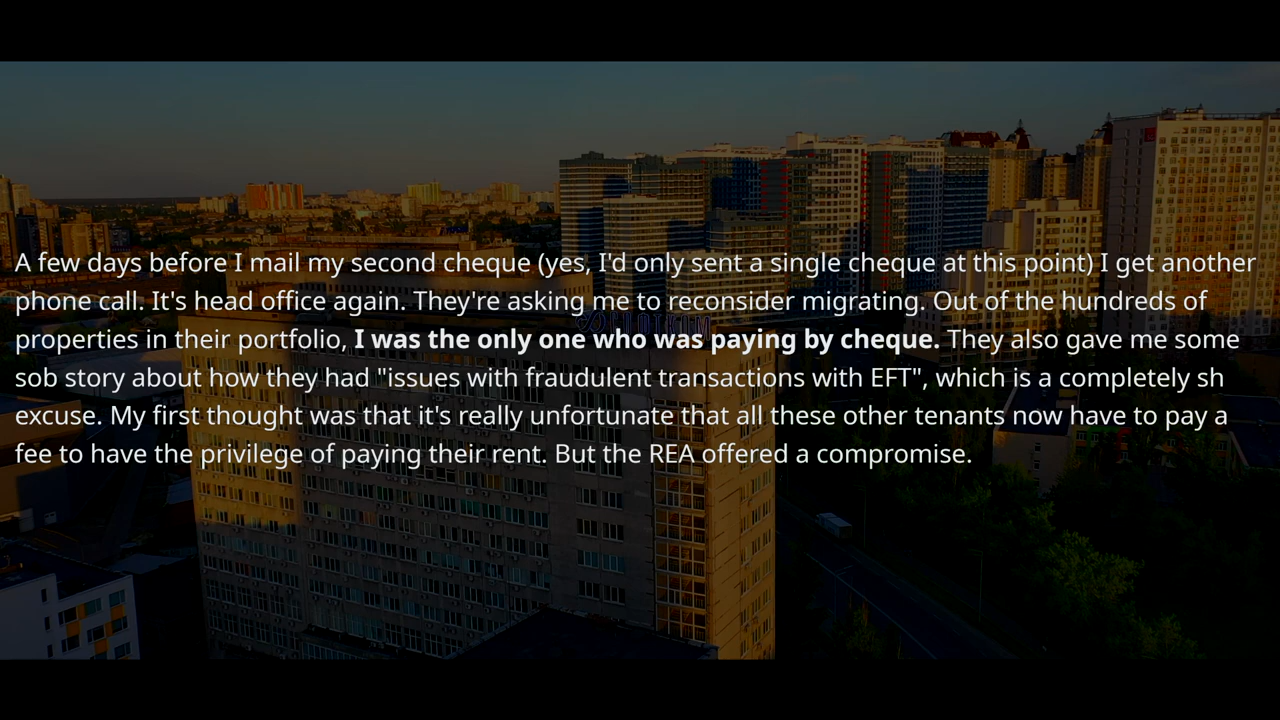 A few days before I mail my second cheque (yes, I'd only sent a single cheque at this point) I get another
phone call. It's head office again. They're asking me to reconsider migrating. Out of the hundreds of
properties in their portfolio, I was the only one who was paying by cheque. They also gave me some
sob story about how they had "issues with fraudulent transactions with EFT", which is a completely sh
excuse. My first thought was that it's really unfortunate that all these other tenants now have to pay a
fee to have the privilege of paying their rent. But the REA offered a compromise.